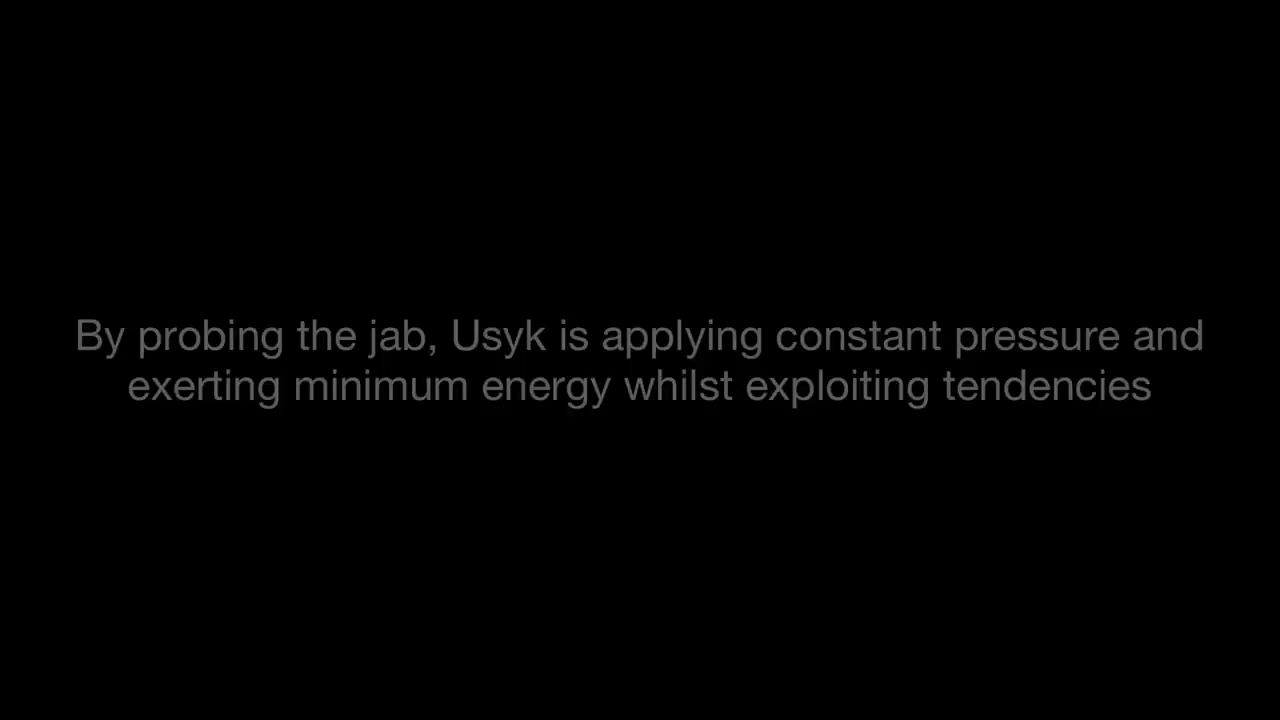 By probing the jab, Usyk is applying constant pressure and
exerting minimum energy whilst exploiting tendencies